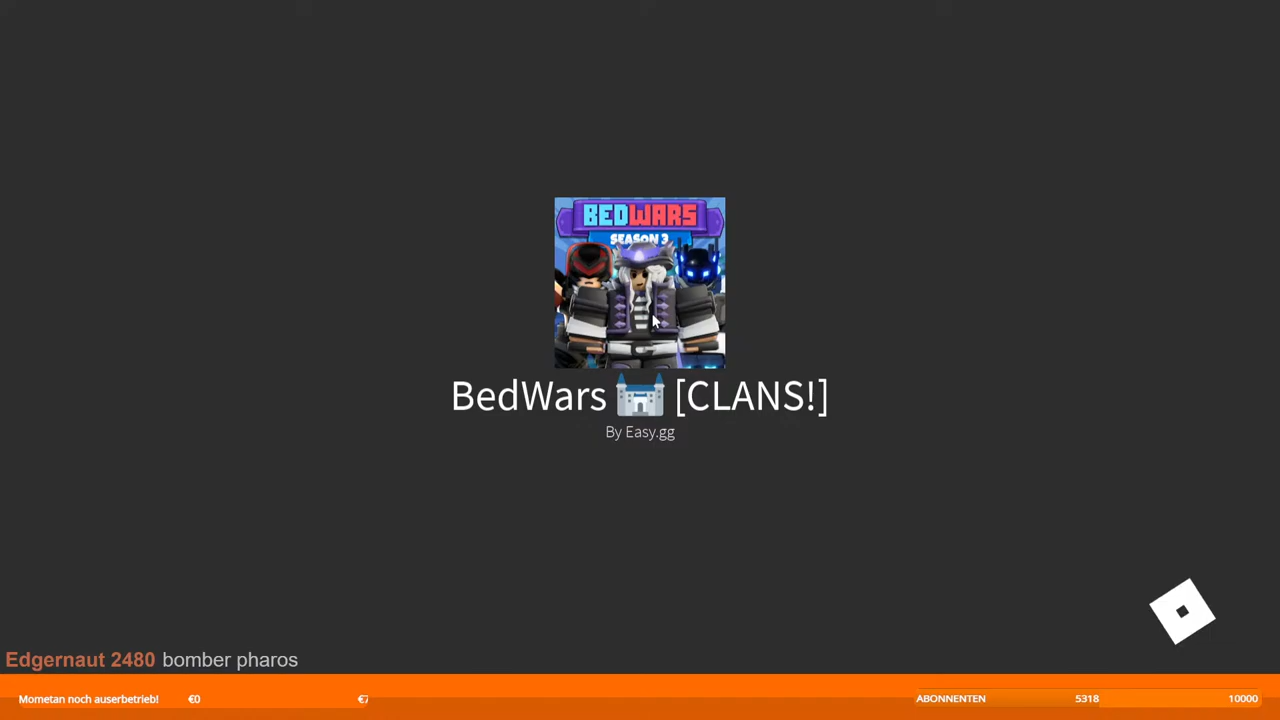 BEDWARS
SEASON 3
BedWars 🏰 [CLANS!]
By Easy.gg
Edgernaut 2480 bomber pharos
Mometan noch auserbetrieb! €0 €7 ABONNENTEN 5318 10000